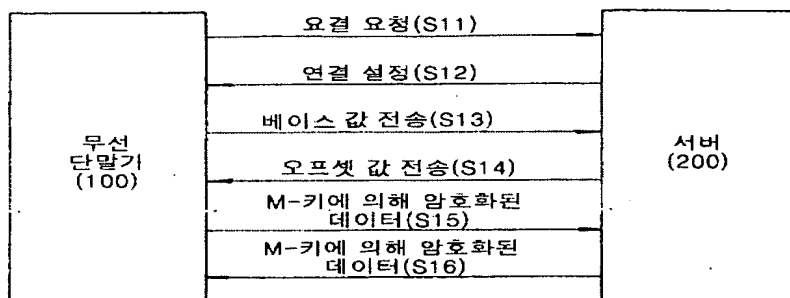 요결 요청(S11)
연결 설정(S12)
베이스 값 전송(S13)
오프셋 값 전송(S14)
M-키에 의해 암호화된
데이터(S15)
M-키에 의해 암호화된
데이터(S16)
무선
단말기
(100)
서버
(200)